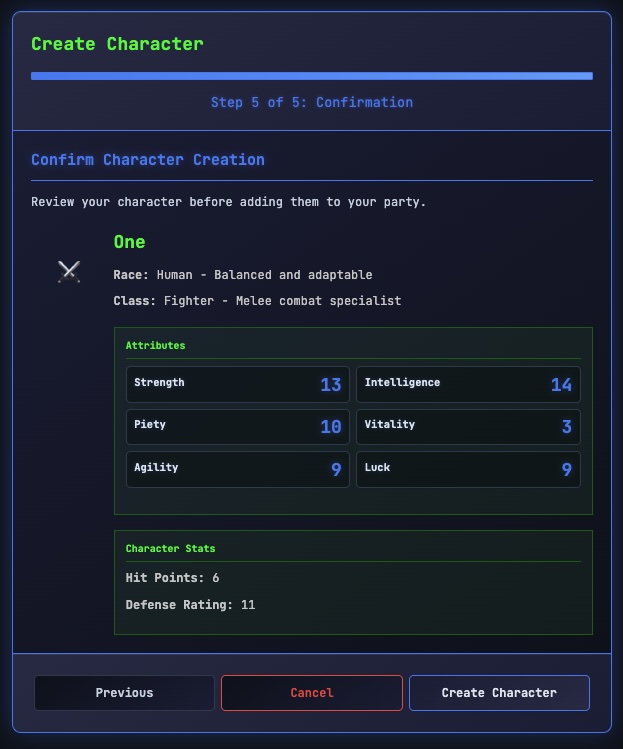 Create Character
Step 5 of 5: Confirmation
Confirm Character Creation
Review your character before adding them to your party.
One
Race: Human - Balanced and adaptable
Class: Fighter - Melee combat specialist
Attributes
Strength 13 Intelligence 14
Piety 10 Vitality 3
Agility 9 Luck 9
Character Stats
Hit Points: 6
Defense Rating: 11
Previous Cancel Create Character